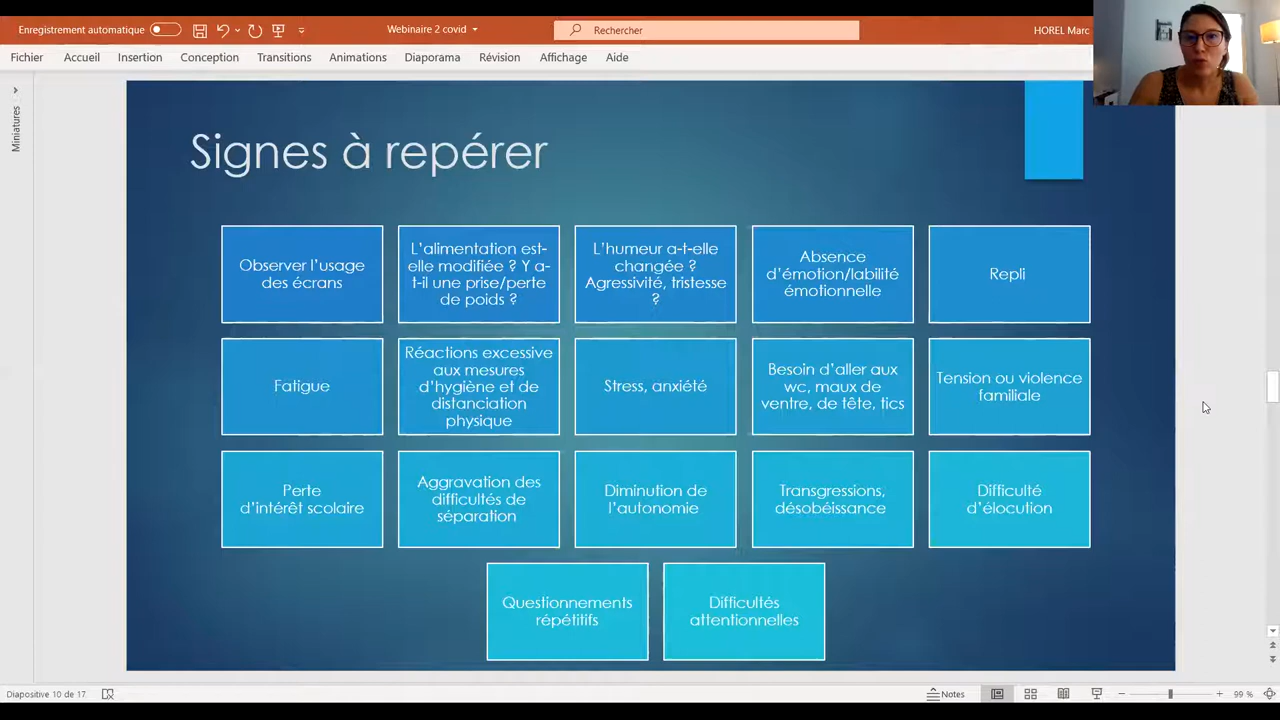 Enregistrement automatique
Webinaire 2 covid
Rechercher
HOREL Marc
Fichier
Accueil
Insertion
Conception
Transitions
Animations
Diaporama
Révision
Affichage
Aide
Miniatures
Signes à repérer
Observer l'usage
des écrans
L'alimentation est-
elle modifiée ? Y a-
t-il une prise/perte
de poids ?
L'humeur a-t-elle
changée ?
Agressivité, tristesse
?
Absence
d'émotion/labilité
émotionnelle
Repli
Fatigue
Réactions excessive
aux mesures
d'hygiène et de
distanciation
physique
Stress, anxiété
Besoin d'aller aux
wc, maux de
ventre, de tête, tics
Tension ou violence
familiale
Perte
d'intérêt scolaire
Aggravation des
difficultés de
séparation
Diminution de
l'autonomie
Transgressions,
désobéissance
Difficulté
d'élocution
Questionnements
répétitifs
Difficultés
attentionnelles
Diapositive 10 de 17
Notes
99 %